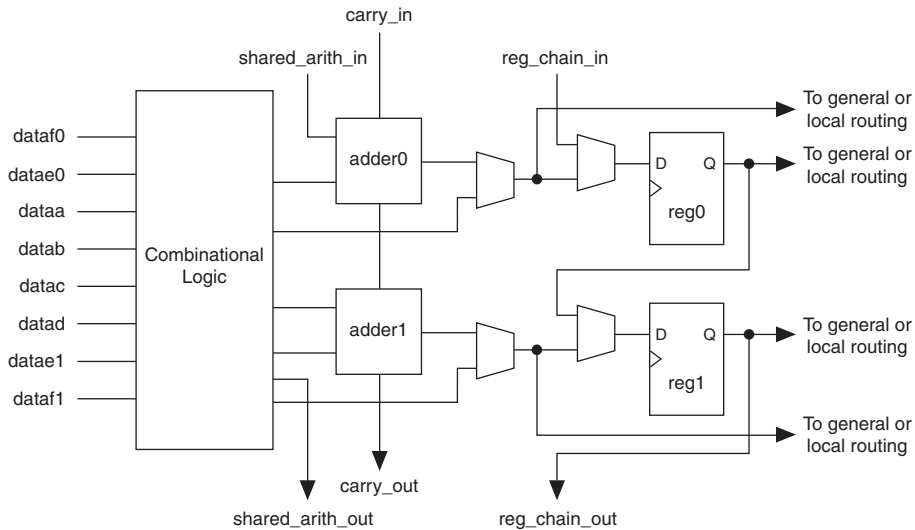 carry_in
shared_arith_in
reg_chain_in
To general or
local routing
dataf0
adder0
D Q
To general or
local routing
datae0
dataa
reg0
datab
Combinational
Logic
datac
datad
adder1
D Q
To general or
local routing
datae1
reg1
dataf1
To general or
local routing
carry_out
shared_arith_out
reg_chain_out